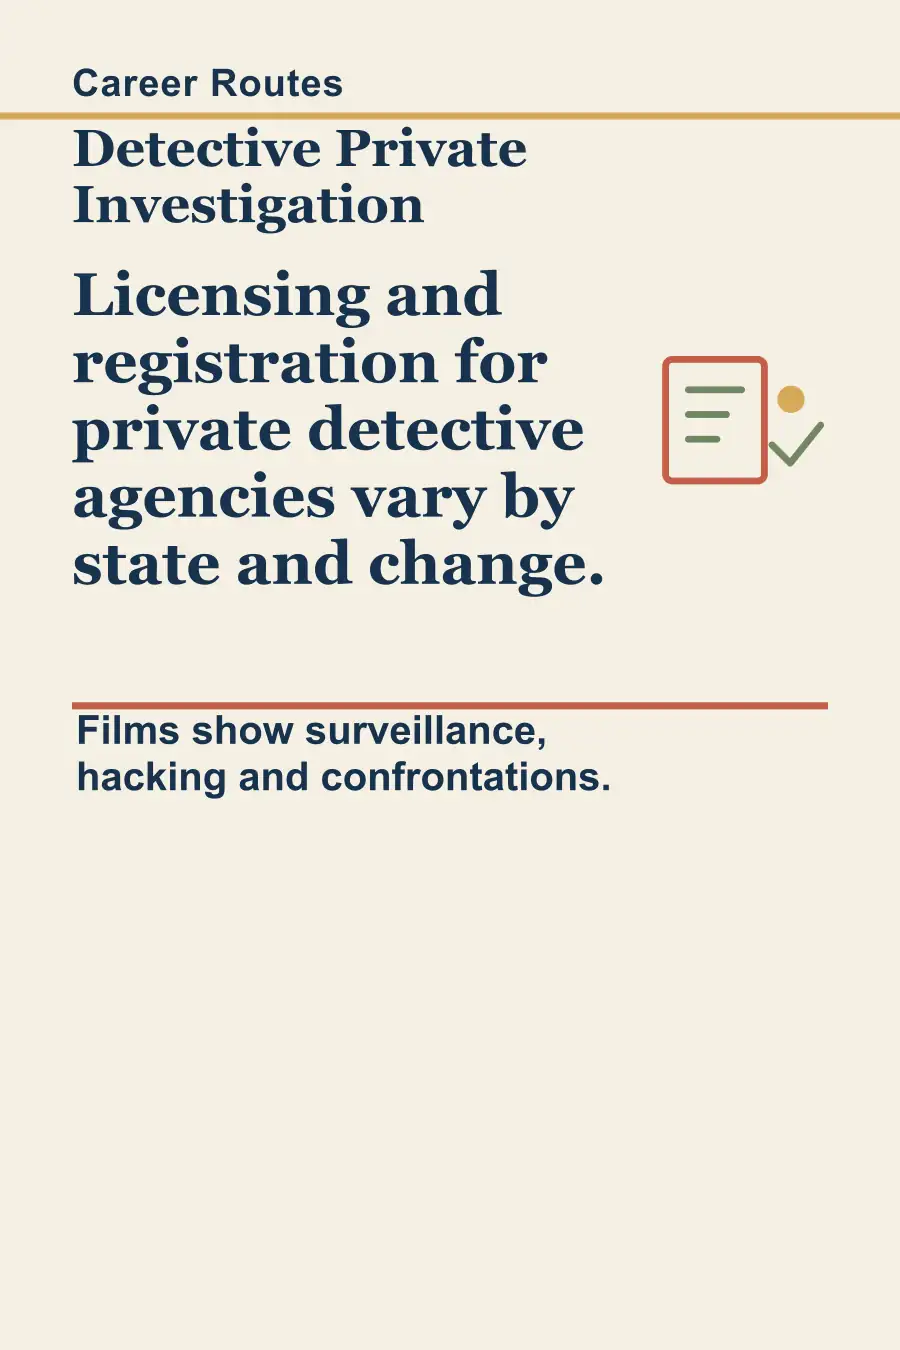 Career Routes
Detective Private
Investigation
Licensing and
registration for
private detective
agencies vary by
state and change.
Films show surveillance,
hacking and confrontations.